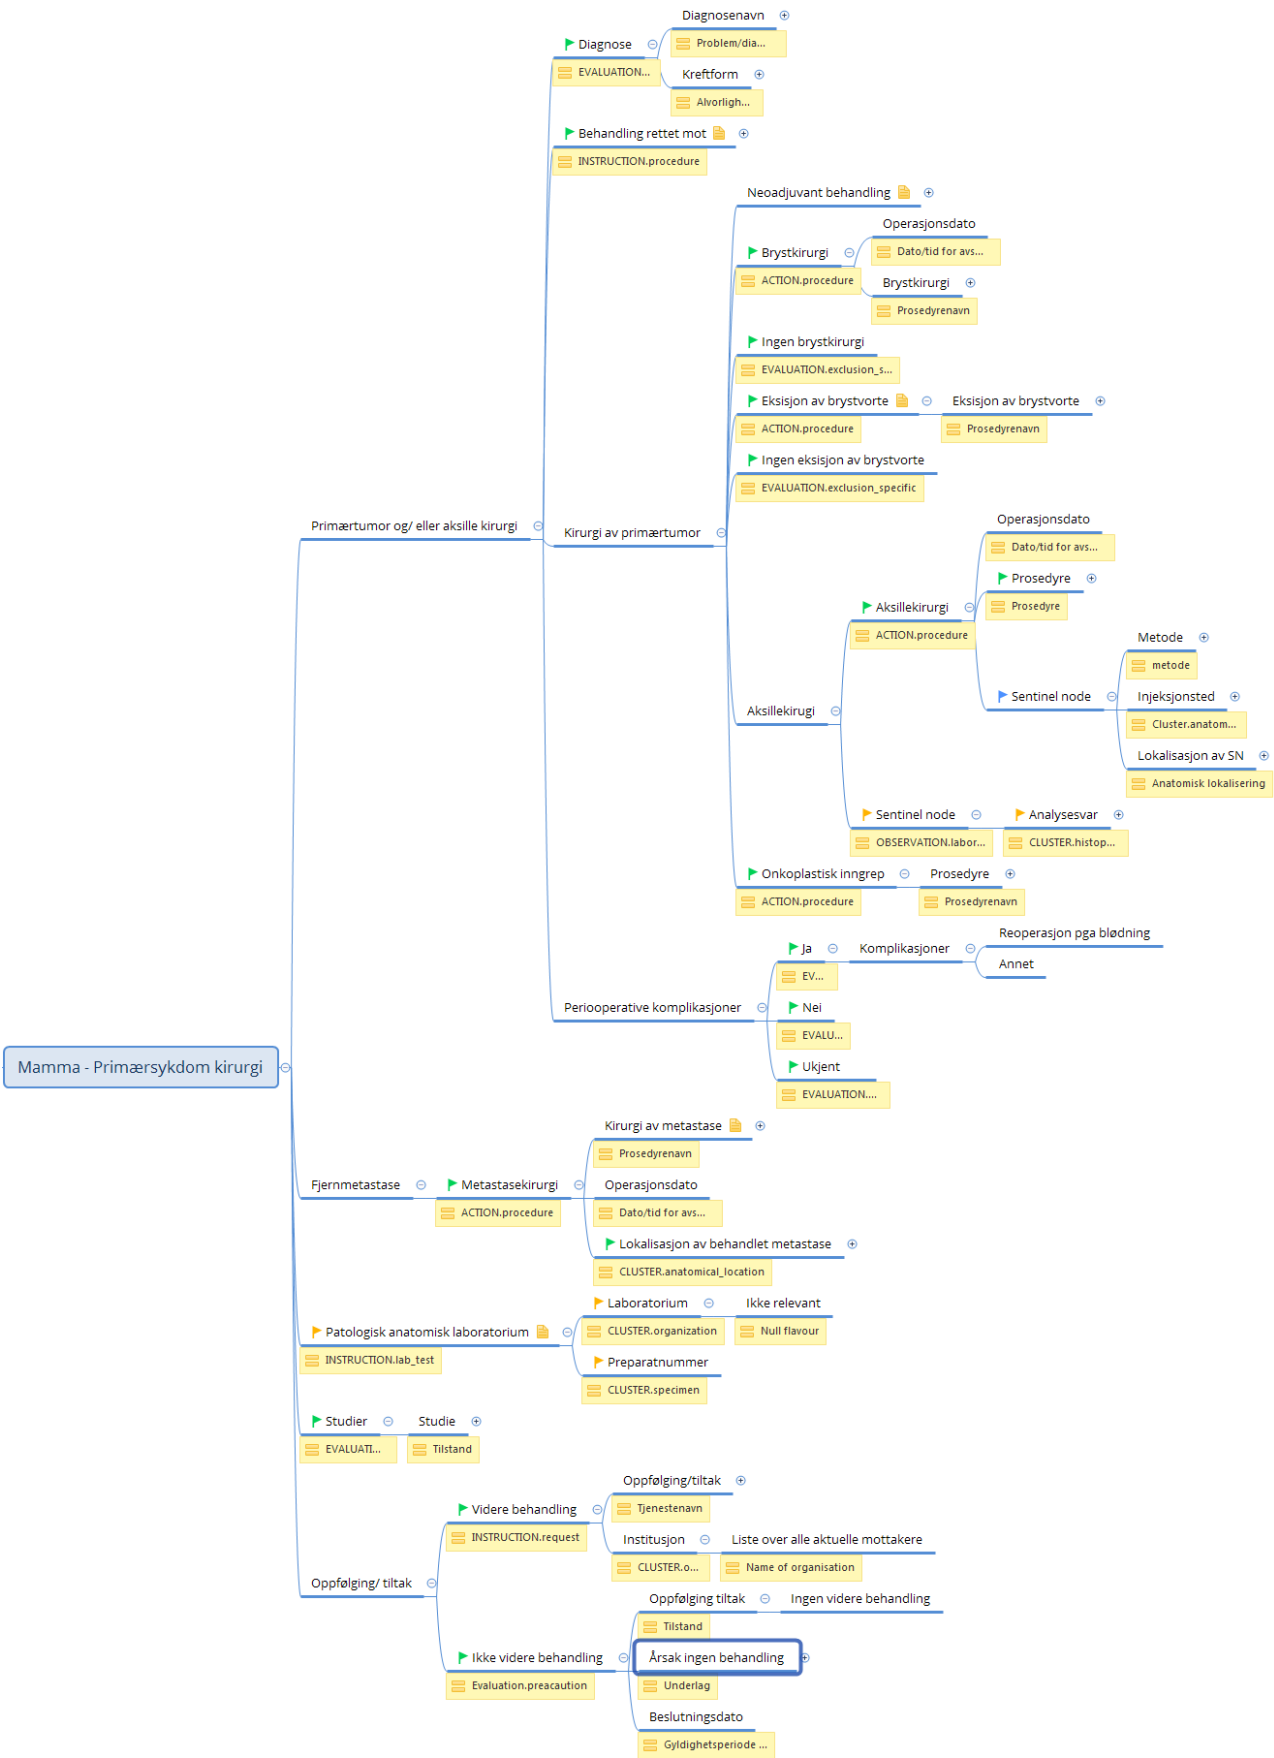 Diagnosenavn
Problem/dia...
Diagnose
EVALUATION...
Kreftform
Alvorligh...
Behandling rettet mot
INSTRUCTION.procedure
Neoadjuvant behandling
Operasjonsdato
Dato/tid for avs...
Brystkirurgi
ACTION.procedure
Brystkirurgi
Prosedyrenavn
Ingen brystkirurgi
EVALUATION.exclusion_s...
Eksisjon av brystvorte
ACTION.procedure
Eksisjon av brystvorte
Prosedyrenavn
Ingen eksisjon av brystvorte
EVALUATION.exclusion_specific
Primærtumor og/ eller aksille kirurgi
Kirurgi av primærtumor
Operasjonsdato
Dato/tid for avs...
Prosedyre
Prosedyre
Aksillekirurgi
ACTION.procedure
Metode
metode
Sentinel node
Injeksjonsted
Cluster.anatom...
Aksillekirugi
Lokalisasjon av SN
Anatomisk lokalisering
Sentinel node
OBSERVATION.labor...
Analysesvar
CLUSTER.histop...
Onkoplastisk inngrep
ACTION.procedure
Prosedyre
Prosedyrenavn
Reoperasjon pga blødning
Ja
EV...
Komplikasjoner
Annet
Periooperative komplikasjoner
Nei
EVALU...
Ukjent
EVALUATION....
Mamma - Primærsykdom kirurgi
Kirurgi av metastase
Prosedyrenavn
Fjernmetastase
Metastasekirurgi
ACTION.procedure
Operasjonsdato
Dato/tid for avs...
Lokalisasjon av behandlet metastase
CLUSTER.anatomical_location
Laboratorium
CLUSTER.organization
Ikke relevant
Null flavour
Patologisk anatomisk laboratorium
INSTRUCTION.lab_test
Preparatnummer
CLUSTER.specimen
Studier
EVALUATI...
Studie
Tilstand
Oppfølging/tiltak
Tjenestenavn
Videre behandling
INSTRUCTION.request
Institusjon
CLUSTER.o...
Liste over alle aktuelle mottakere
Name of organisation
Oppfølging/ tiltak
Oppfølging tiltak
Tilstand
Ingen videre behandling
Ikke videre behandling
Evaluation.preacaution
Årsak ingen behandling
Underlag
Beslutningsdato
Gyldighetsperiode ...